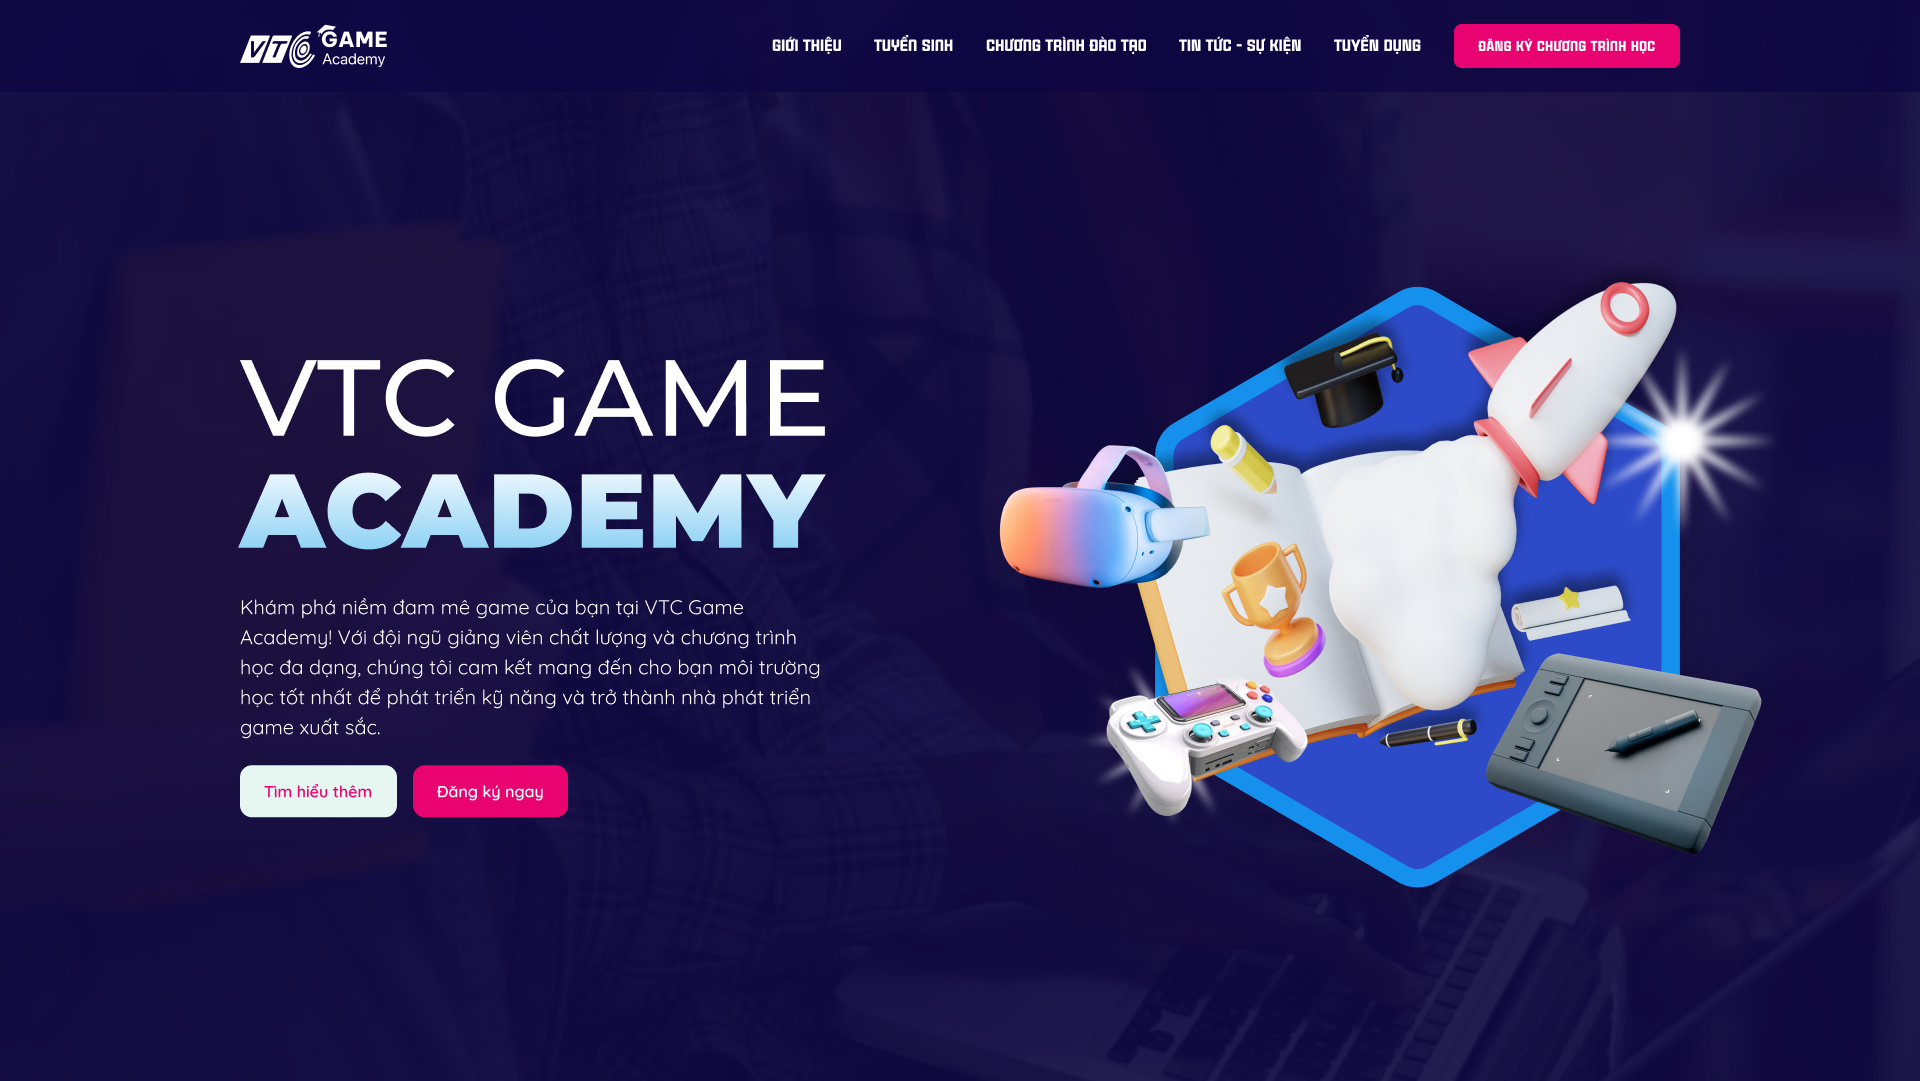 VTC GAME
Academy
GIỚI THIỆU
TUYỂN SINH
CHƯƠNG TRÌNH ĐÀO TẠO
TIN TỨC - SỰ KIỆN
TUYỂN DỤNG
ĐĂNG KÝ CHƯƠNG TRÌNH HỌC
VTC GAME
ACADEMY
Khám phá niềm đam mê game của bạn tại VTC Game
Academy! Với đội ngũ giảng viên chất lượng và chương trình
học đa dạng, chúng tôi cam kết mang đến cho bạn môi trường
học tốt nhất để phát triển kỹ năng và trở thành nhà phát triển
game xuất sắc.
Tìm hiểu thêm
Đăng ký ngay